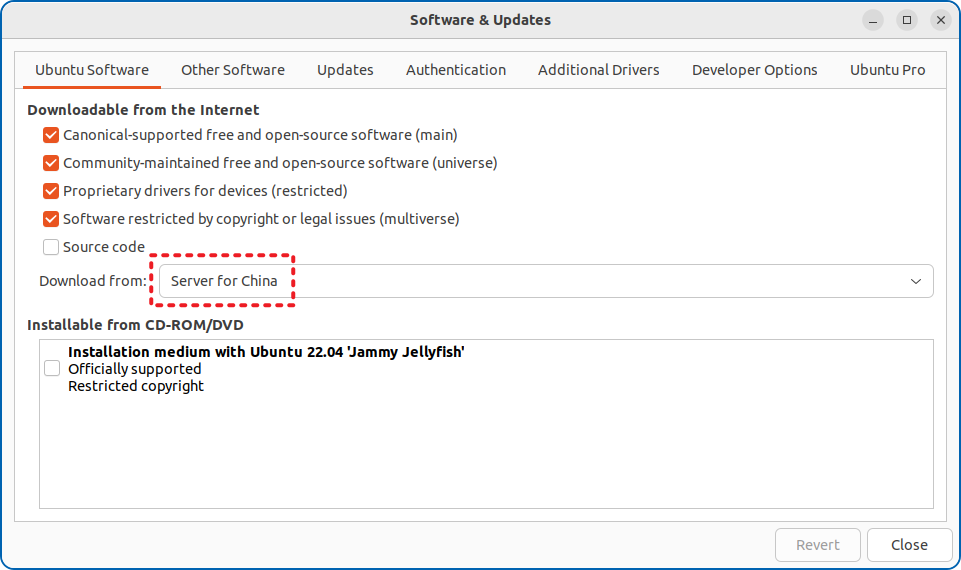 Software & Updates
Ubuntu Software Other Software Updates Authentication Additional Drivers Developer Options Ubuntu Pro
Downloadable from the Internet
Canonical-supported free and open-source software (main)
Community-maintained free and open-source software (universe)
Proprietary drivers for devices (restricted)
Software restricted by copyright or legal issues (multiverse)
Source code
Download from: Server for China
Installable from CD-ROM/DVD
Installation medium with Ubuntu 22.04 'Jammy Jellyfish'
Officially supported
Restricted copyright
Revert Close